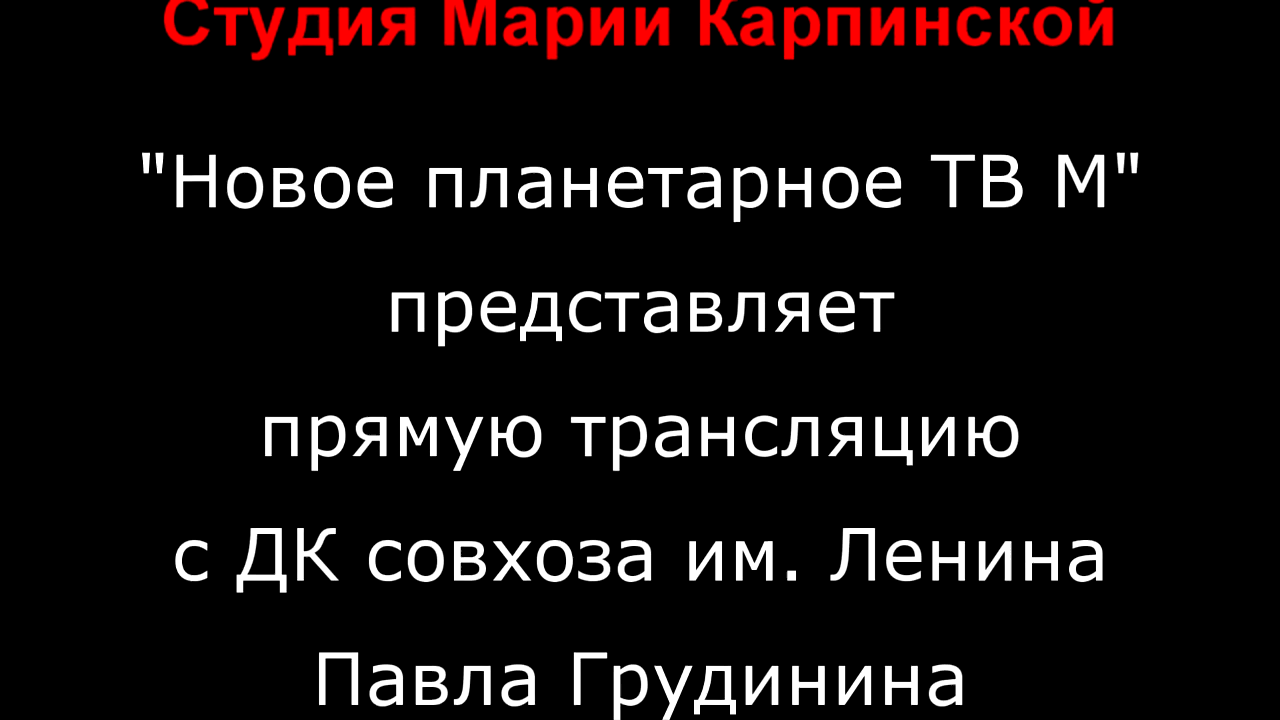 Студия Марии Карпинской
"Новое планетарное ТВ М"
представляет
прямую трансляцию
с ДК совхоза им. Ленина
Павла Грудинина